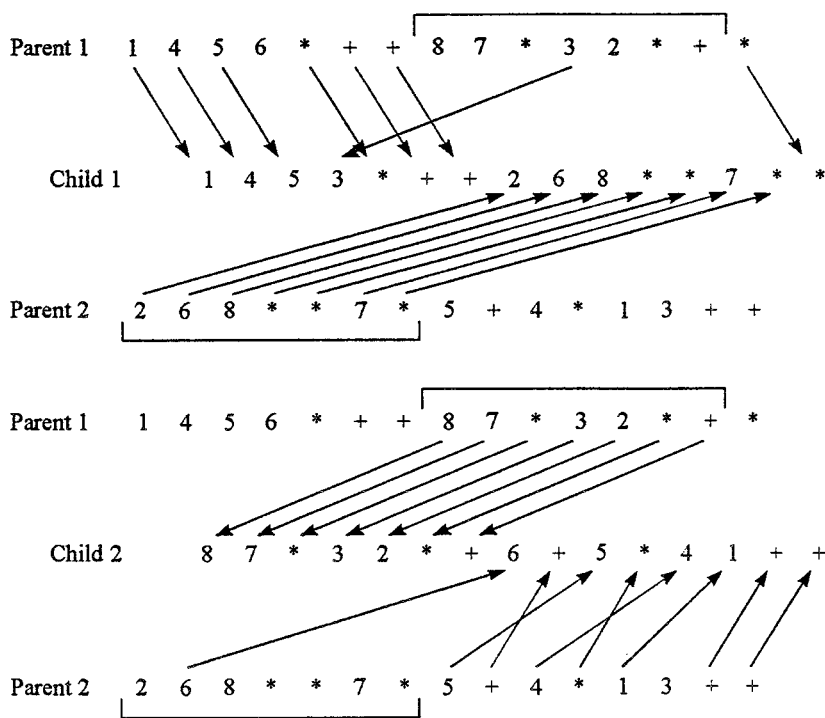 Parent 1 1 4 5 6 * + + 8 7 * 3 2 * + *
Child 1 1 4 5 3 * + + 2 6 8 * * 7 * *
Parent 2 2 6 8 * * 7 * 5 + 4 * 1 3 + +
Parent 1 1 4 5 6 * + + 8 7 * 3 2 * + *
Child 2 8 7 * 3 2 * + 6 + 5 * 4 1 + +
Parent 2 2 6 8 * * 7 * 5 + 4 * 1 3 + +